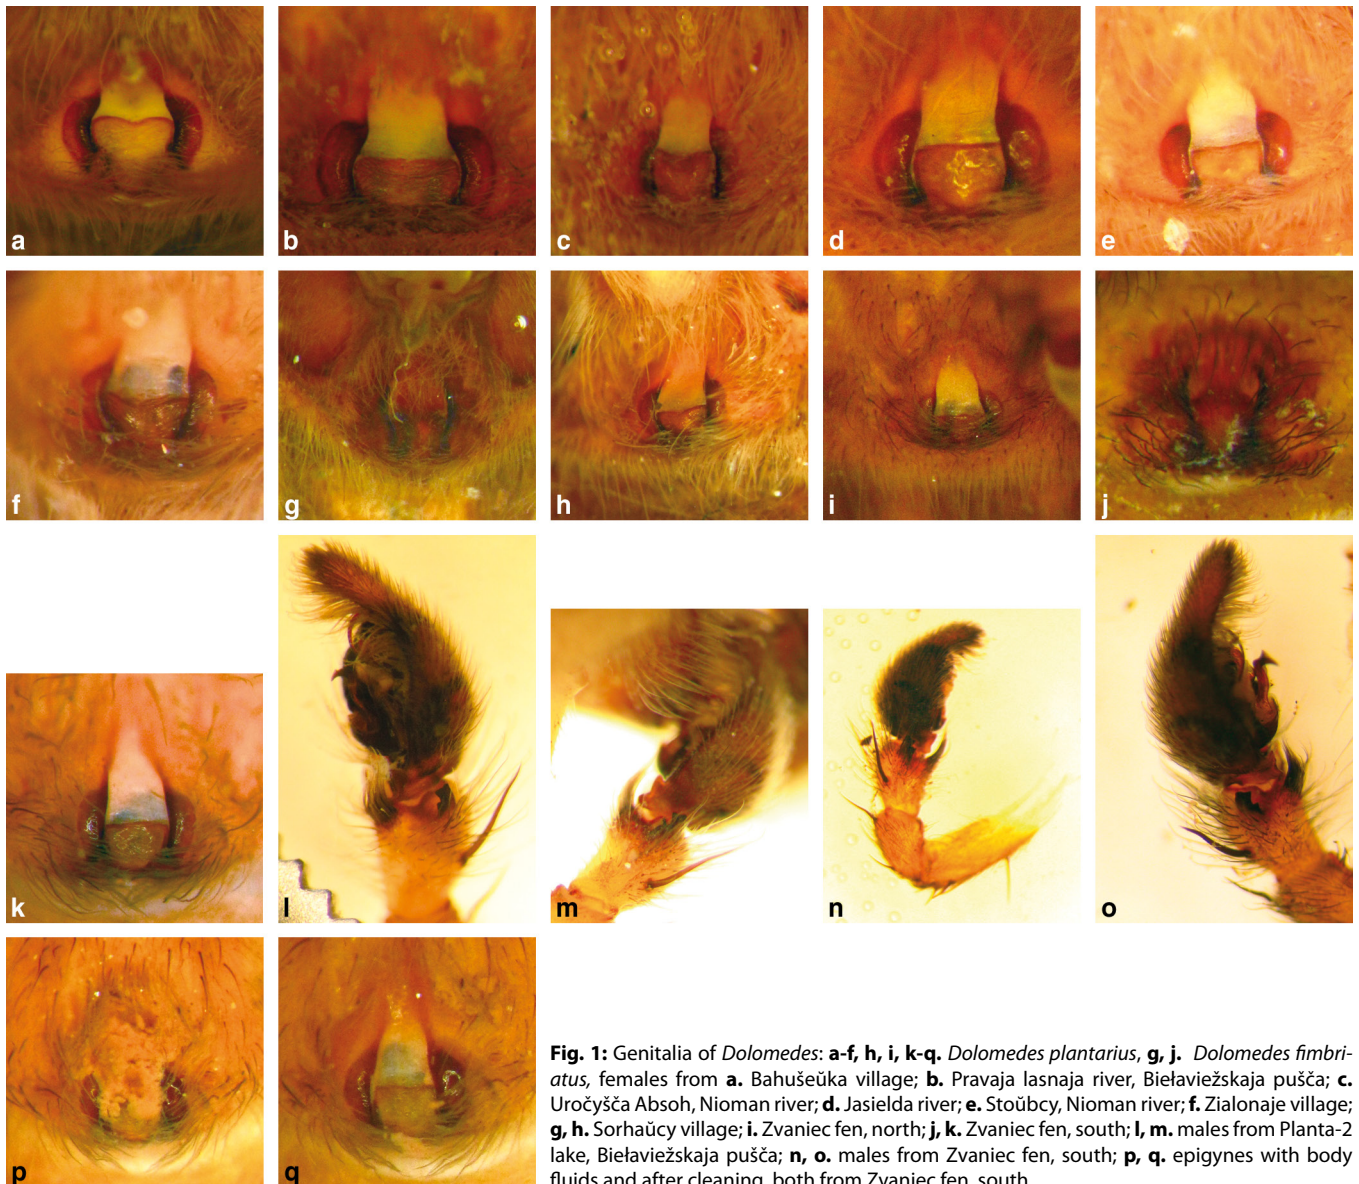 a
b
c
d
e
f
g
h
i
j
k
l
m
n
o
p
q
Fig. 1: Genitalia of Dolomedes: a-f, h, i, k-q. Dolomedes plantarius, g, j. Dolomedes fimbri-
atus, females from a. Bahušeŭka village; b. Pravaja lasnaja river, Biełaviežskaja pušča; c.
Uročyšča Absoh, Nioman river; d. Jasielda river; e. Stoŭbcy, Nioman river; f. Zialonaje village;
g, h. Sorhaŭcy village; i. Zvaniec fen, north; j, k. Zvaniec fen, south; l, m. males from Planta-2
lake, Biełaviežskaja pušča; n, o. males from Zvaniec fen, south; p, q. epigynes with body
fluids and after cleaning, both from Zvaniec fen, south